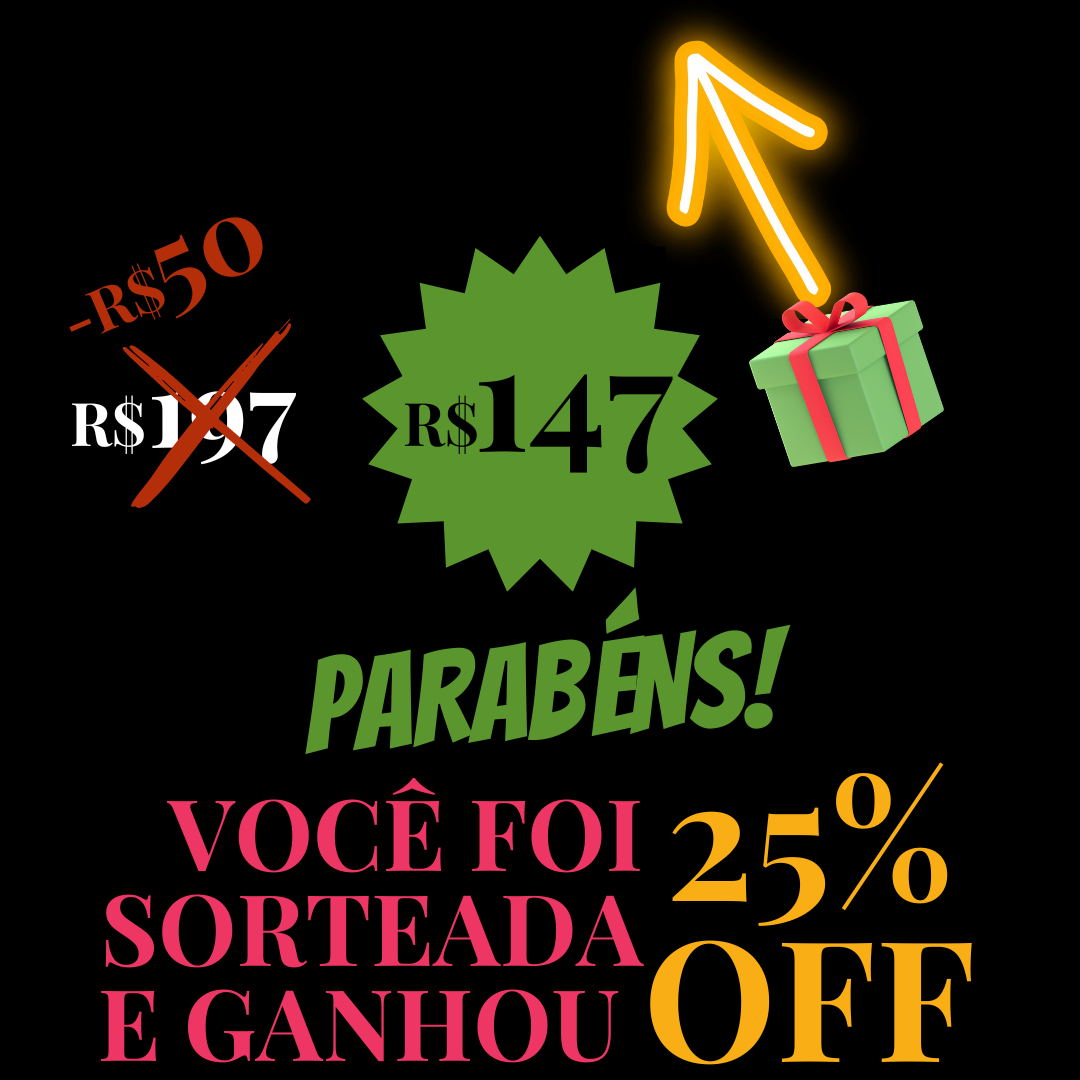 -R$50
R$197
R$147
PARABÉNS!
VOCÊ FOI
SORTEADA
E GANHOU
25%
OFF